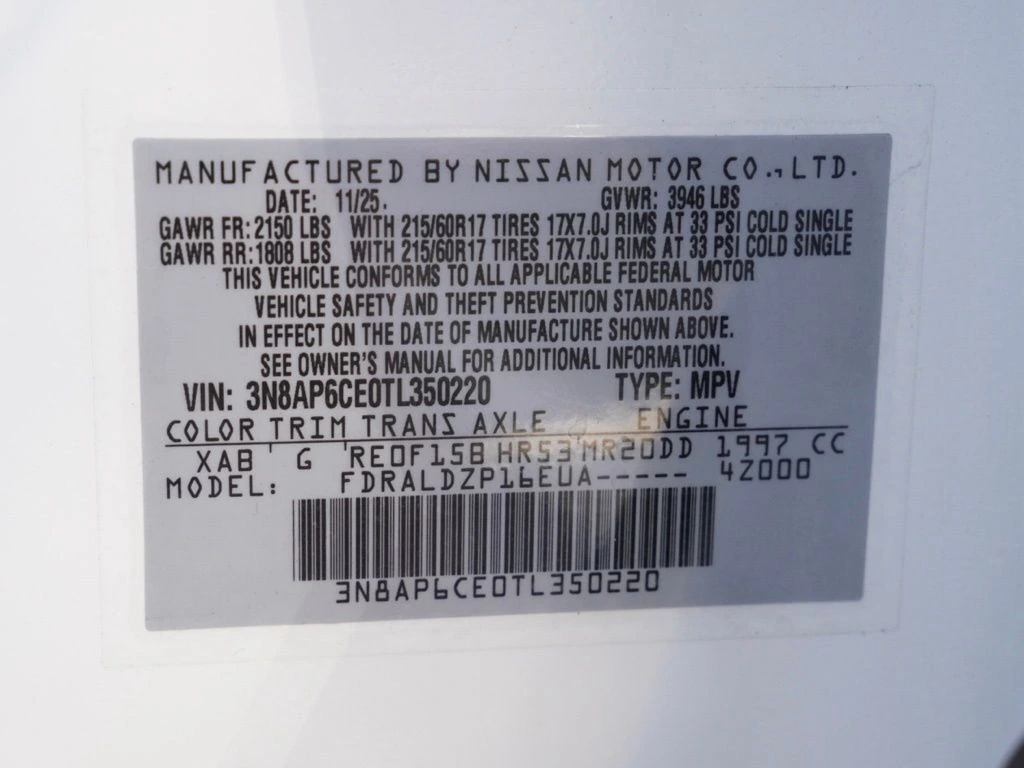 MANUFACTURED BY NISSAN MOTOR CO., LTD.
DATE: 11/25. GVWR: 3946 LBS
GAWR FR: 2150 LBS WITH 215/60R17 TIRES 17X7.0J RIMS AT 33 PSI COLD SINGLE
GAWR RR: 1808 LBS WITH 215/60R17 TIRES 17X7.0J RIMS AT 33 PSI COLD SINGLE
THIS VEHICLE CONFORMS TO ALL APPLICABLE FEDERAL MOTOR
VEHICLE SAFETY AND THEFT PREVENTION STANDARDS
IN EFFECT ON THE DATE OF MANUFACTURE SHOWN ABOVE.
SEE OWNER'S MANUAL FOR ADDITIONAL INFORMATION.
VIN: 3N8AP6CE0TL350220 TYPE: MPV
COLOR TRIM TRANS AXLE ENGINE
XAB G RE0F15B HR53 MR20DD 1997 CC
MODEL: FDRALDZP16EUA----- 4Z000
3N8AP6CE0TL350220